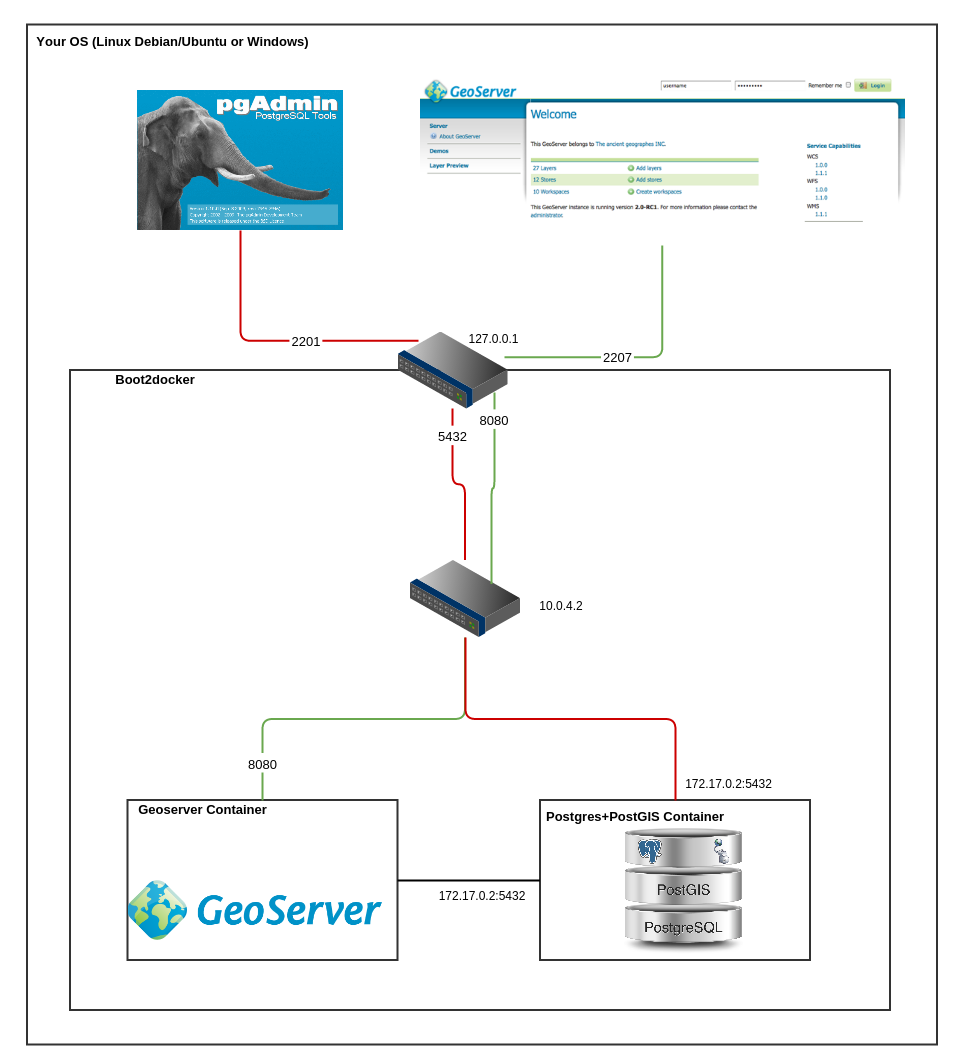 Your OS (Linux Debian/Ubuntu or Windows)
pgAdmin
PostgreSQL Tools
GeoServer
username
Remember me
Login
Server
About GeoServer
Demos
Layer Preview
Welcome
This GeoServer belongs to The ancient geographes INC.
27 Layers
Add layers
12 Stores
Add stores
10 Workspaces
Create workspaces
This GeoServer instance is running version 2.0-RC1. For more information please contact the
administrator.
Service Capabilities
WCS
1.0.0
1.1.1
WFS
1.0.0
1.1.0
WMS
1.1.1
2201
127.0.0.1
2207
Boot2docker
8080
5432
10.0.4.2
8080
172.17.0.2:5432
Geoserver Container
GeoServer
172.17.0.2:5432
Postgres+PostGIS Container
PostGIS
PostgreSQL